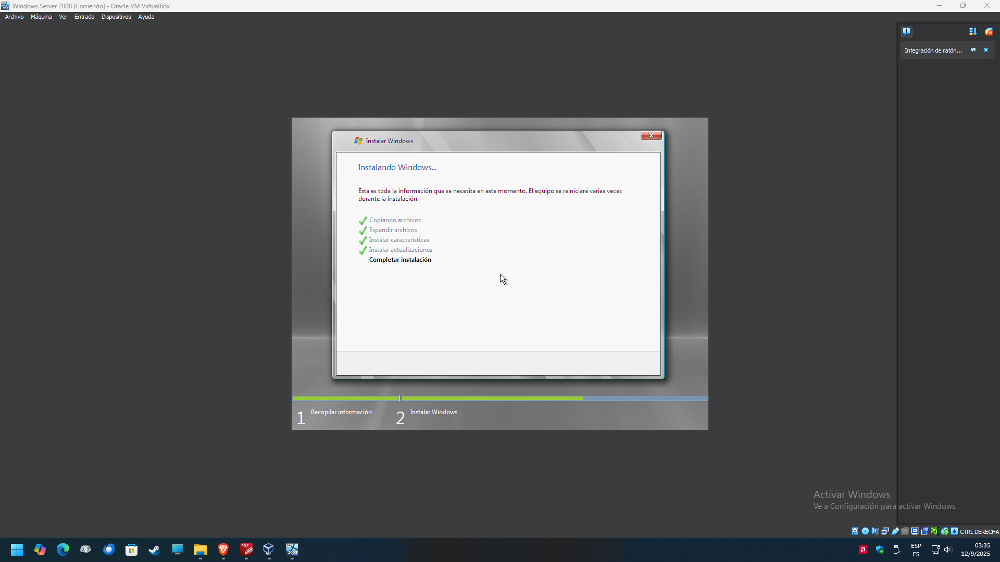 Windows Server 2008 [Corriendo] - Oracle VM VirtualBox
Archivo Máquina Ver Entrada Dispositivos Ayuda
Integración de ratón...
Instalar Windows
Instalando Windows...
Ésta es toda la información que se necesita en este momento. El equipo se reiniciará varias veces
durante la instalación.
Copiando archivos
Expandir archivos
Instalar características
Instalar actualizaciones
Completar instalación
1 Recopilar información 2 Instalar Windows
Activar Windows
Ve a Configuración para activar Windows.
CTRL DERECHA
PDF
64
2008
ESP
ES
03:35
12/9/2025